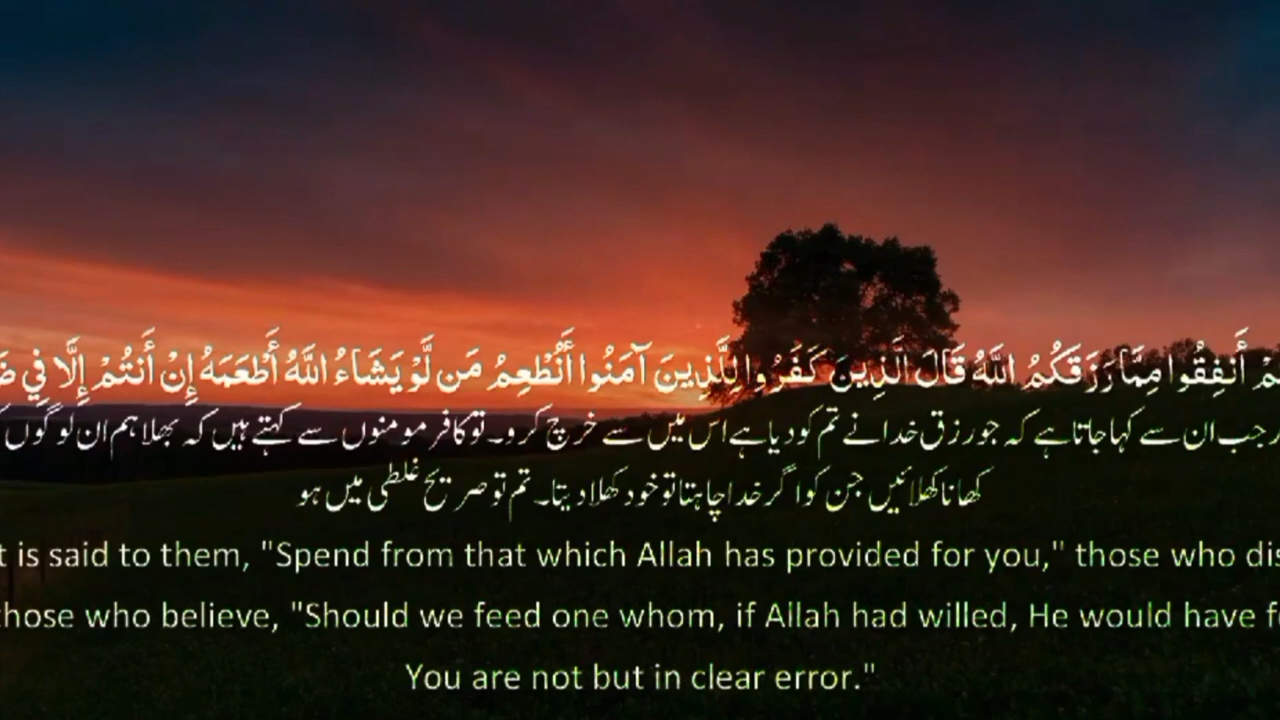 أَنفِقُوا مِمَّا رَزَقَكُمُ اللَّهُ قَالَ الَّذِينَ كَفَرُوا لِلَّذِينَ آمَنُوا أَنُطْعِمُ مَن لَّوْ يَشَاءُ اللَّهُ أَطْعَمَهُ إِنْ أَنتُمْ إِلَّا فِي
جب ان سے کہا جاتا ہے کہ جو رزق خدا نے تم کو دیا ہے اس میں سے خرچ کرو۔ تو کافر مومنوں سے کہتے ہیں کہ بھلا ہم ان لوگوں
کھانا کھلائیں جن کو اگر خدا چاہتا تو خود کھلا دیتا۔ تم تو صریح غلطی میں ہو
t is said to them, "Spend from that which Allah has provided for you," those who dis
those who believe, "Should we feed one whom, if Allah had willed, He would have f
You are not but in clear error."